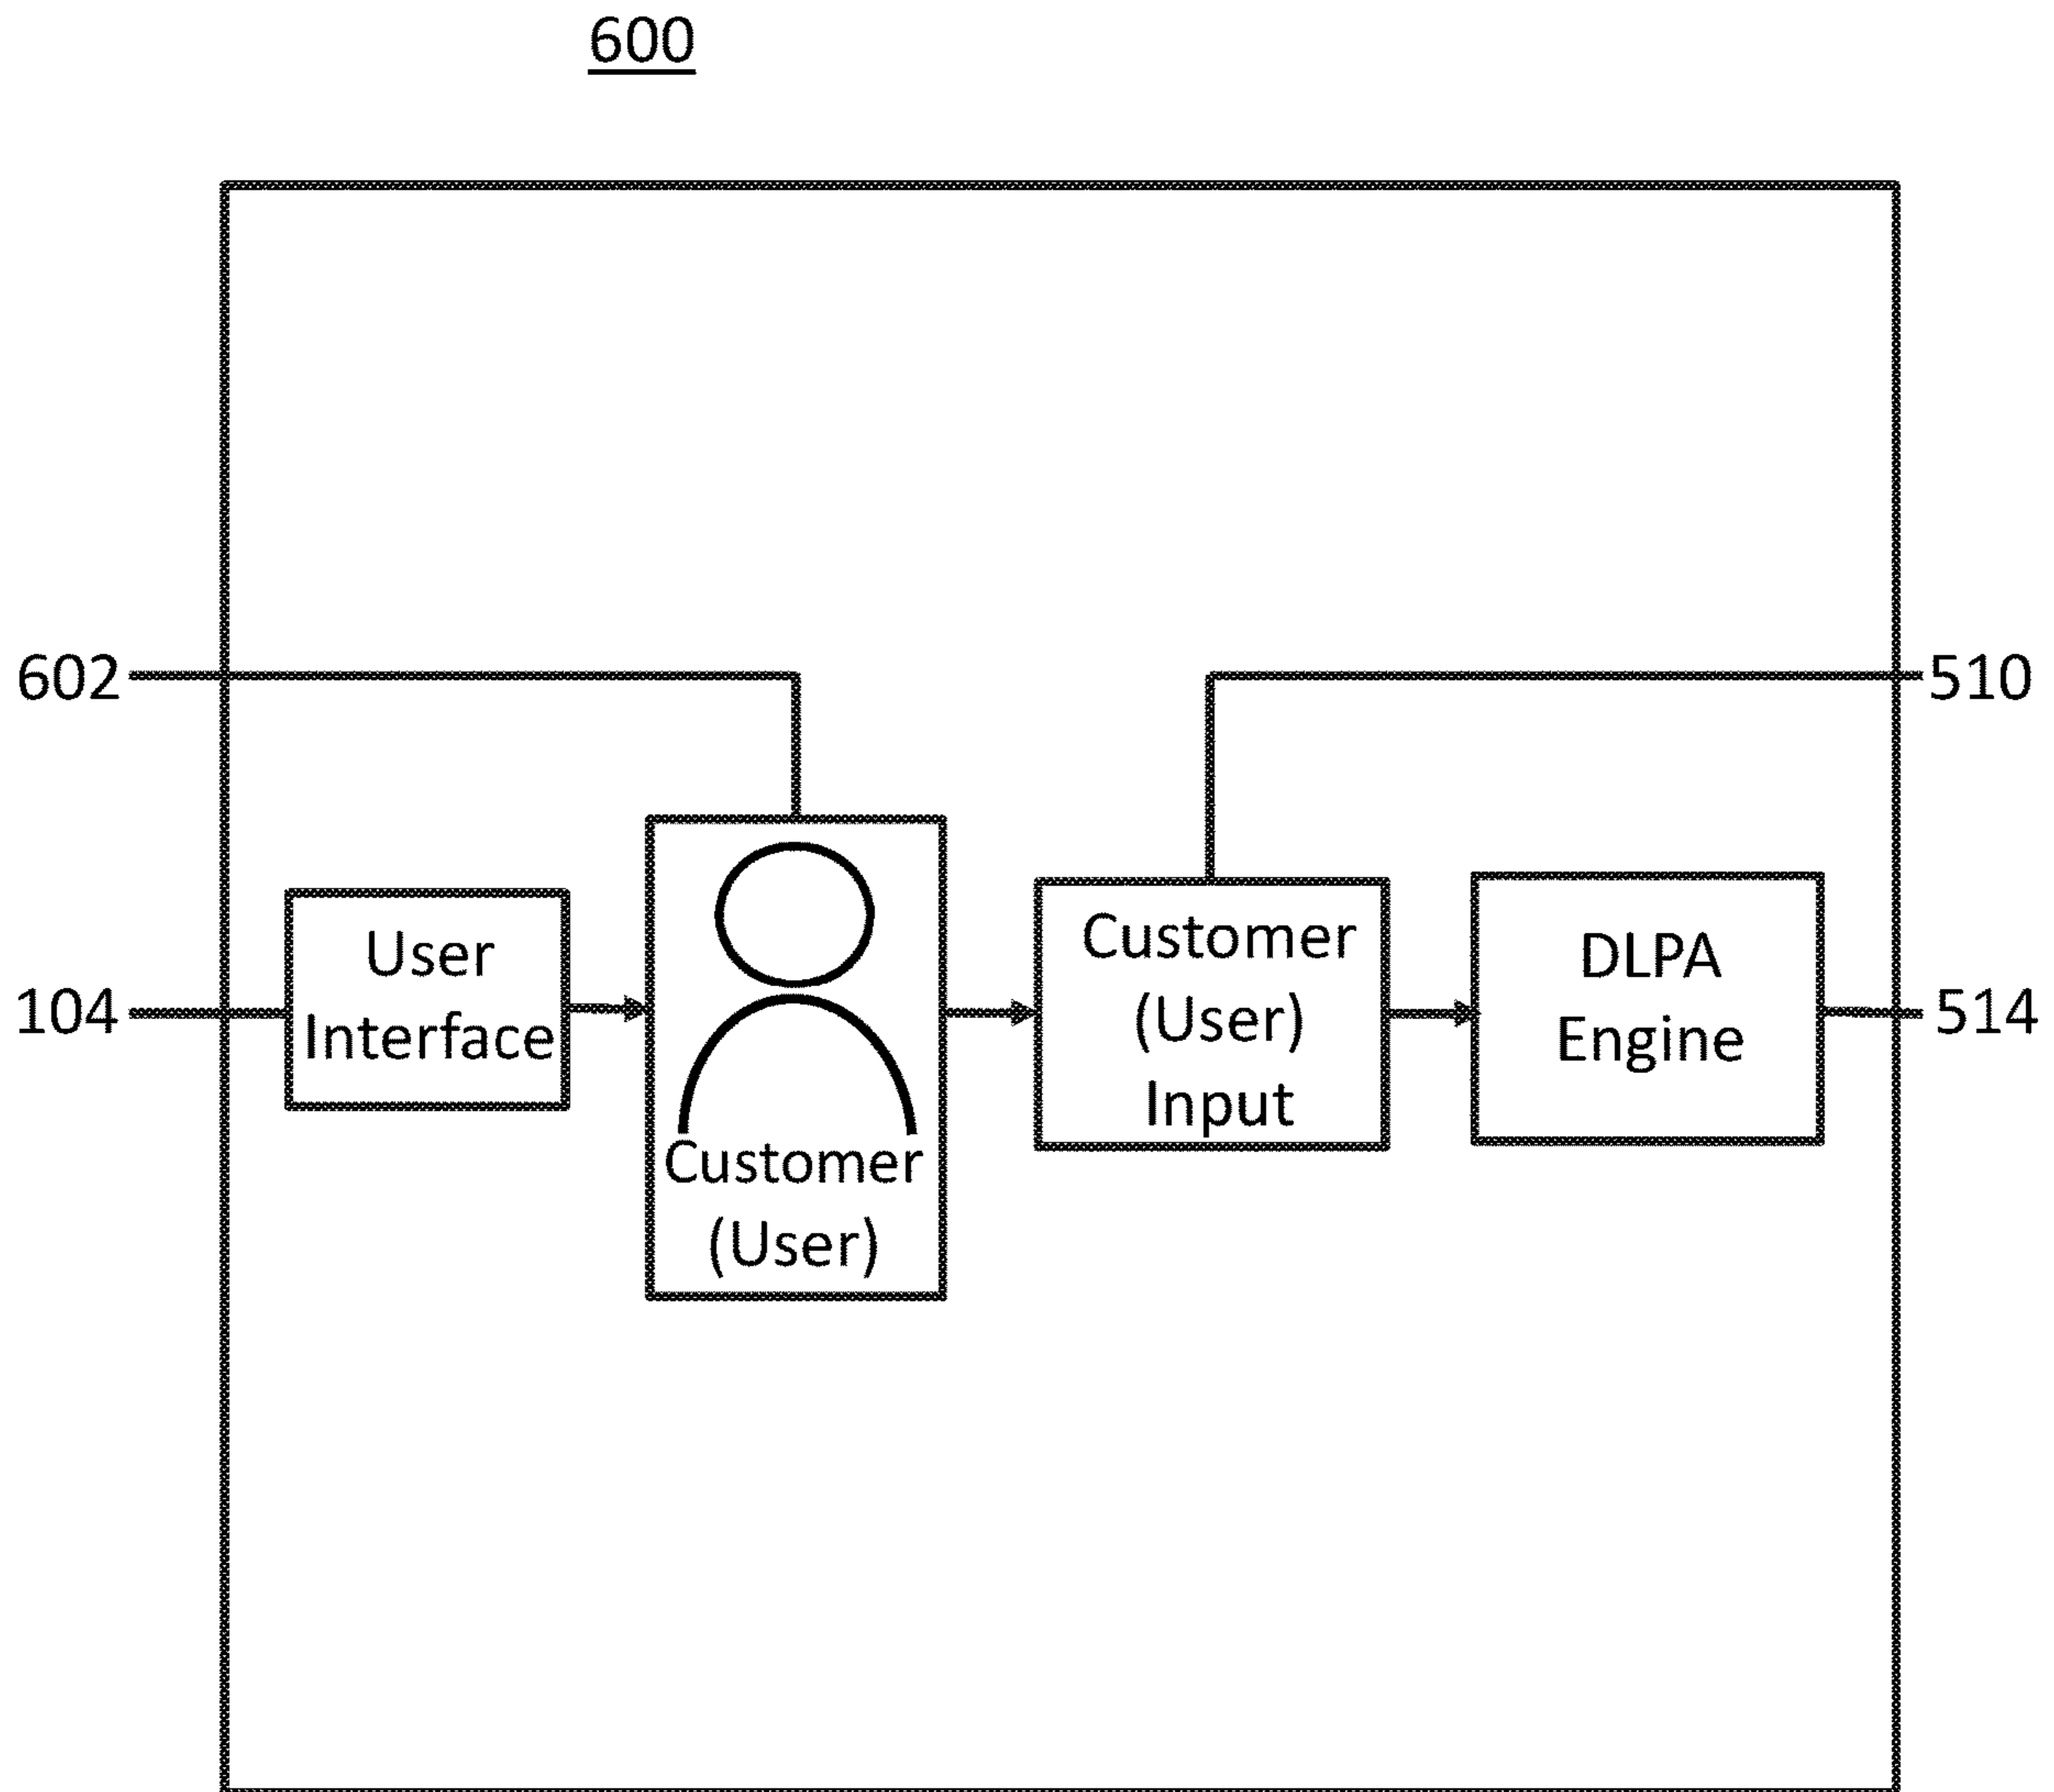 600
602
510
104
User
Interface
Customer
(User)
Customer
(User)
Input
DLPA
Engine
514